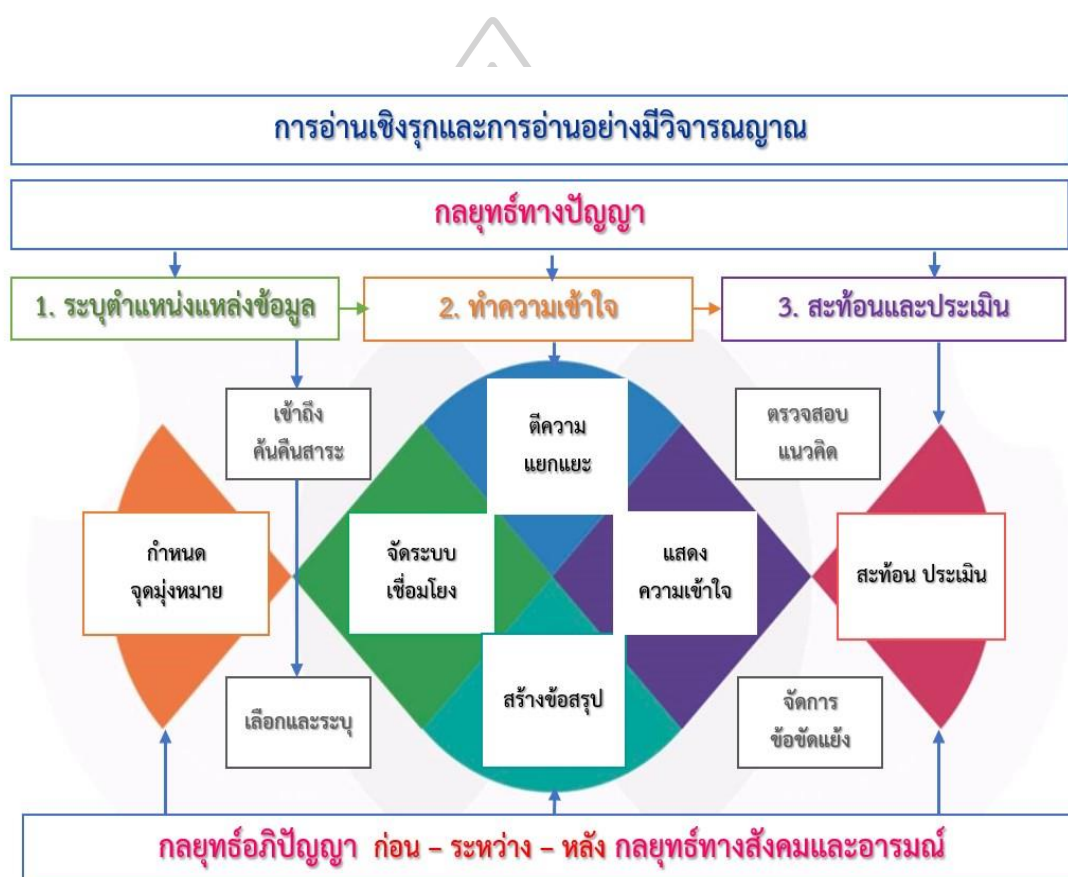 การอ่านเชิงรุกและการอ่านอย่างมีวิจารณญาณ
กลยุทธ์ทางปัญญา
1. ระบุตำแหน่งแหล่งข้อมูล
2. ทำความเข้าใจ
3. สะท้อนและประเมิน
เข้าถึง
ค้นคืนสาระ
ตีความ
แยกแยะ
ตรวจสอบ
แนวคิด
กำหนด
จุดมุ่งหมาย
จัดระบบ
เชื่อมโยง
แสดง
ความเข้าใจ
สะท้อน ประเมิน
เลือกและระบุ
สร้างข้อสรุป
จัดการ
ข้อขัดแย้ง
กลยุทธ์อภิปัญญา ก่อน – ระหว่าง – หลัง กลยุทธ์ทางสังคมและอารมณ์